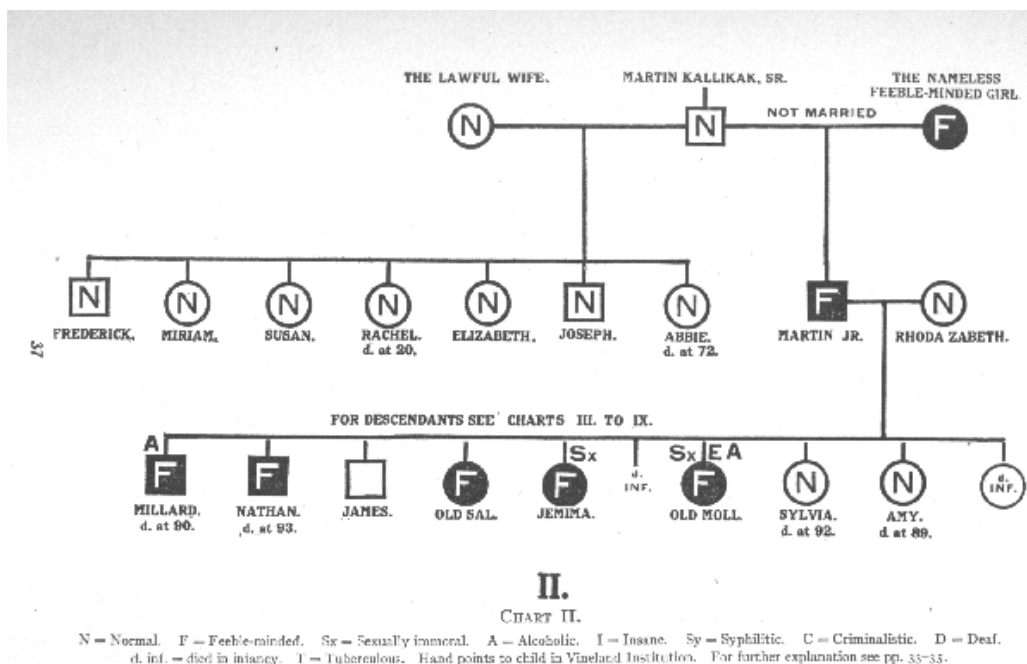 THE LAWFUL WIFE. MARTIN KALLIKAK, SR. THE NAMELESS
FEEBLE-MINDED GIRL.
NOT MARRIED
N N F
N N N N N N N F N
FREDERICK. MIRIAM. SUSAN. RACHEL. ELIZABETH. JOSEPH. ABBIE. MARTIN JR. RHODA ZABETH.
d. at 20. d. at 72.
37
FOR DESCENDANTS SEE CHARTS III. TO IX.
A Sx Sx E A
F F F F d. INF. F N N d. INF.
MILLARD. NATHAN. JAMES. OLD SAL. JEMIMA. OLD MOLL. SYLVIA. AMY.
d. at 90. d. at 93. d. at 92. d. at 89.
II.
CHART II.
N = Normal. F = Feeble-minded. Sx = Sexually immoral. A = Alcoholic. I = Insane. Sy = Syphilitic. C = Criminalistic. D = Deaf.
d. inf. = died in infancy. T = Tuberculous. Hand points to child in Vineland Institution. For further explanation see pp. 33-35.